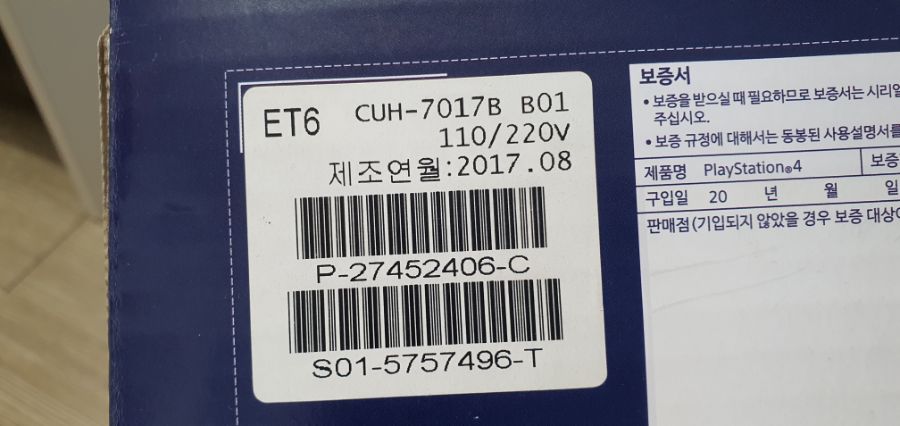 ET6 CUH-7017B B01
110/220V
제조연월:2017.08
P-27452406-C
S01-5757496-T
보증서
• 보증을 받으실 때 필요하므로 보증서는 시리얼
주십시오.
• 보증 규정에 대해서는 동봉된 사용설명서를
제품명 PlayStation®4 보증
구입일 20 년 월 일
판매점(기입되지 않았을 경우 보증 대상에